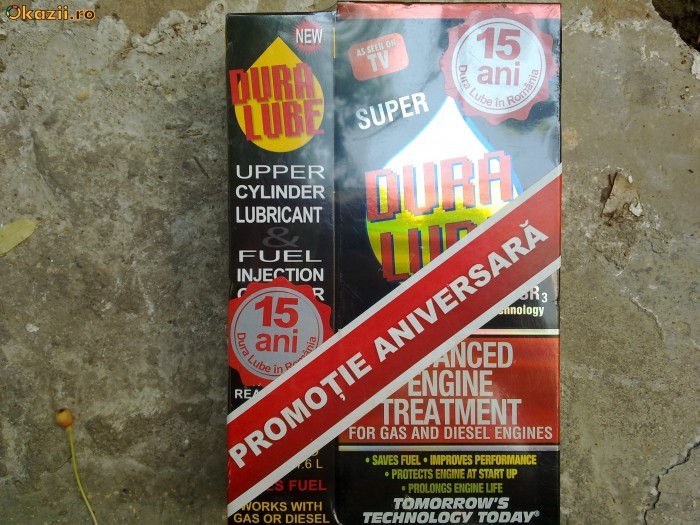 Okazii.ro
NEW
DURA
LUBE
UPPER
CYLINDER
LUBRICANT
&
FUEL
INJECTION
15
ani
Dura Lube în România
WORKS WITH
GAS OR DIESEL
AS SEEN ON
TV
15
ani
Dura Lube în România
SUPER
DURA
PROMOȚIE ANIVERSARĂ
ENGINE
TREATMENT
FOR GAS AND DIESEL ENGINES
• SAVES FUEL • IMPROVES PERFORMANCE
• PROTECTS ENGINE AT START UP
• PROLONGS ENGINE LIFE
TOMORROW'S
TECHNOLOGY TODAY®